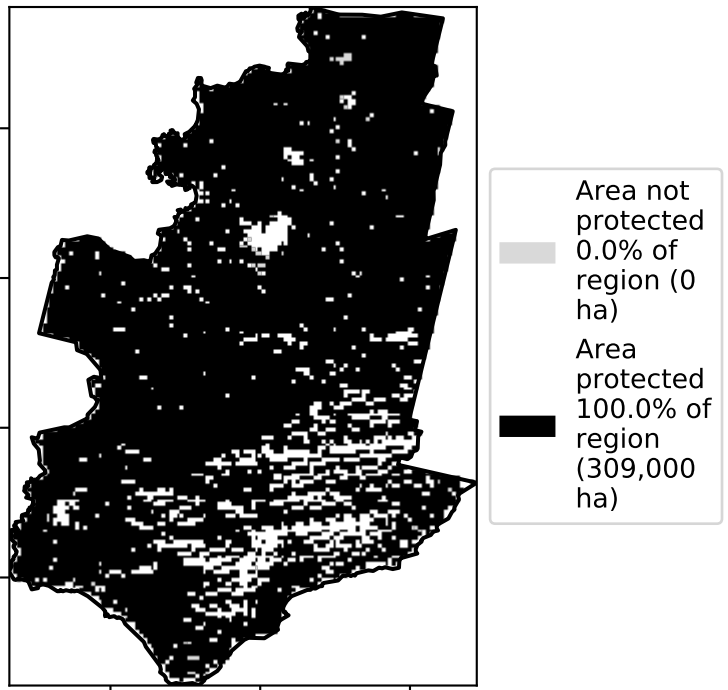 Area not
protected
0.0% of
region (0
ha)
Area
protected
100.0% of
region
(309,000
ha)